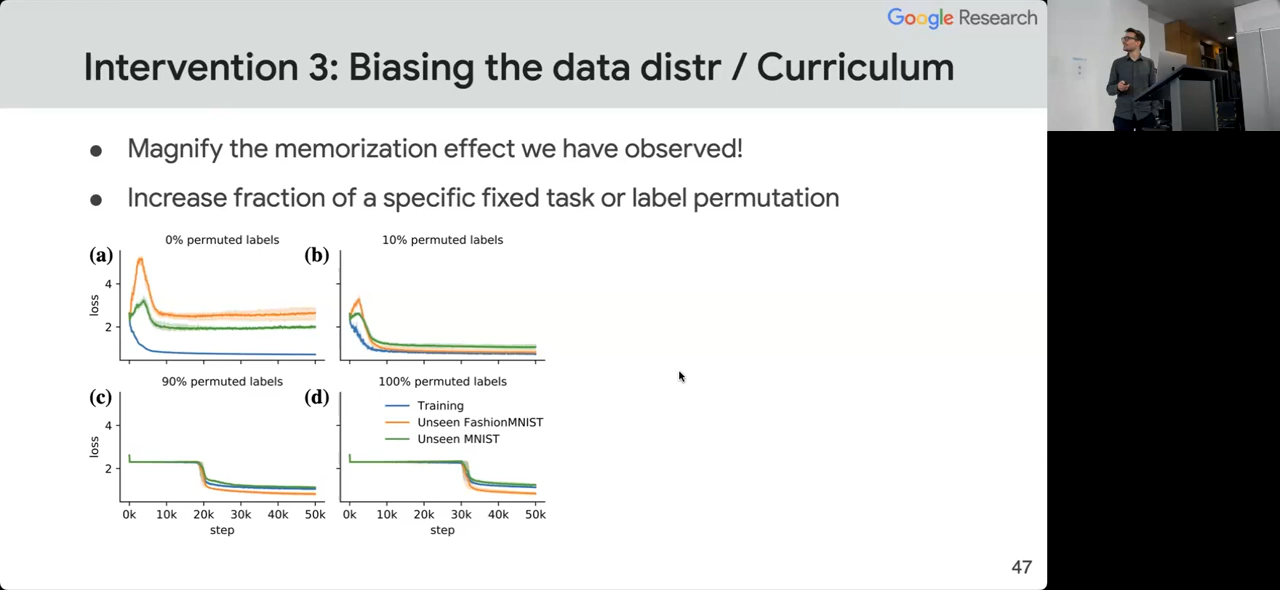 Google Research
Intervention 3: Biasing the data distr / Curriculum
● Magnify the memorization effect we have observed!
● Increase fraction of a specific fixed task or label permutation
(a) 0% permuted labels
(b) 10% permuted labels
4
2
loss
(c) 90% permuted labels
(d) 100% permuted labels
Training
Unseen FashionMNIST
Unseen MNIST
4
2
loss
0k 10k 20k 30k 40k 50k
0k 10k 20k 30k 40k 50k
step
step
47